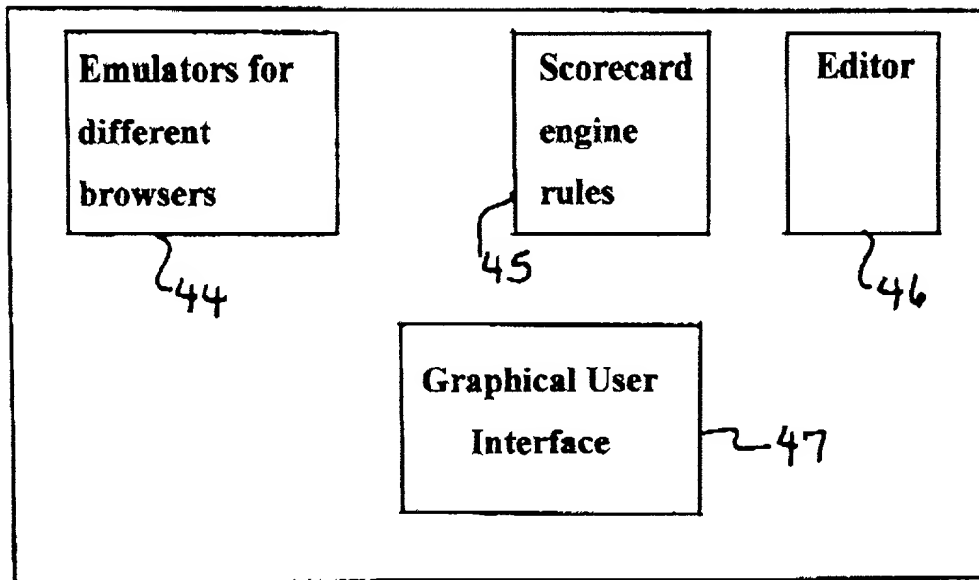 Emulators for
different
browsers
44
Scorecard
engine
rules
45
Editor
46
Graphical User
Interface
47